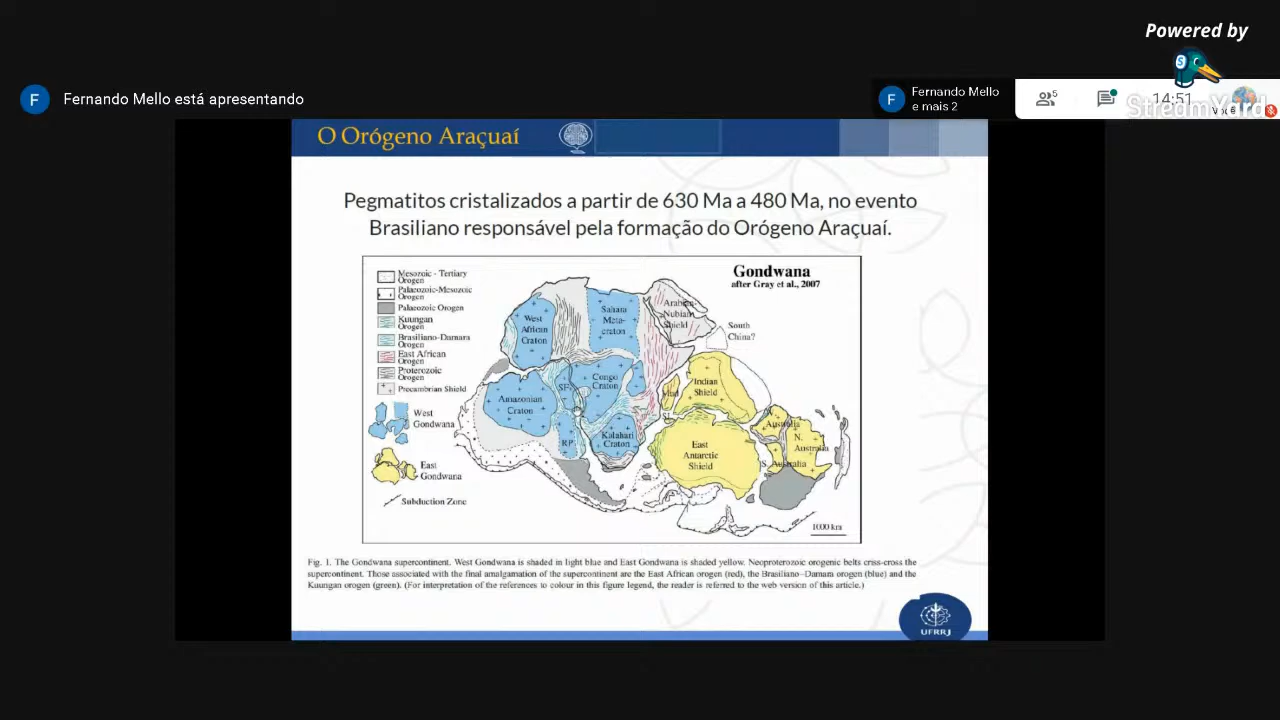 Powered by
F
Fernando Mello está apresentando
F
Fernando Mello
e mais 2
5
14:51
StreamYard
Você
O Orógeno Araçuaí
Pegmatitos cristalizados a partir de 630 Ma a 480 Ma, no evento
Brasiliano responsável pela formação do Orógeno Araçuaí.
Gondwana
after Gray et al., 2007
Mesozoic - Tertiary
Orogen
Palaeozoic-Mesozoic
Orogen
Palaeozoic Orogen
Kuungan
Orogen
Brasiliano-Damara
Orogen
East African
Orogen
Proterozoic
Orogen
Precambrian Shield
West
Gondwana
East
Gondwana
Subduction Zone
West
African
Craton
Sahara
Meta-
craton
Arabian-
Nubian
Shield
South
China?
Amazonian
Craton
SF
Congo
Craton
RP
Kalahari
Craton
Indian
Shield
East
Antarctic
Shield
Australia
N.
Australia
S. Australia
1000 km
Fig. 1. The Gondwana supercontinent. West Gondwana is shaded in light blue and East Gondwana is shaded yellow. Neoproterozoic orogenic belts criss-cross the
supercontinent. Those associated with the final amalgamation of the supercontinent are the East African orogen (red), the Brasiliano–Damara orogen (blue) and the
Kuungan orogen (green). (For interpretation of the references to colour in this figure legend, the reader is referred to the web version of this article.)
UFRRJ